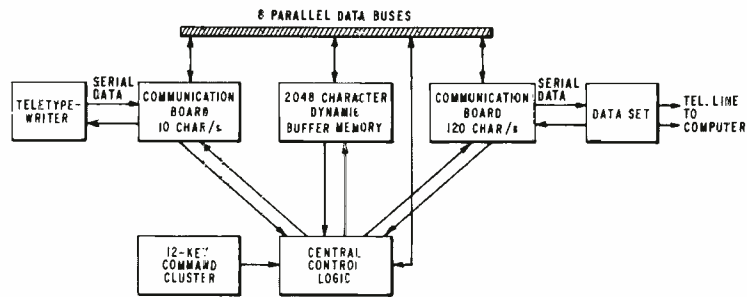 8 PARALLEL DATA BUSES
SERIAL
DATA
TELETYPE-
WRITER
COMMUNICATION
BOARD
10 CHAR/s
2048 CHARACTER
DYNAMIC
BUFFER MEMORY
COMMUNICATION
BOARD
120 CHAR/s
SERIAL
DATA
DATA SET
TEL. LINE
TO
COMPUTER
12-KEY
COMMAND
CLUSTER
CENTRAL
CONTROL
LOGIC